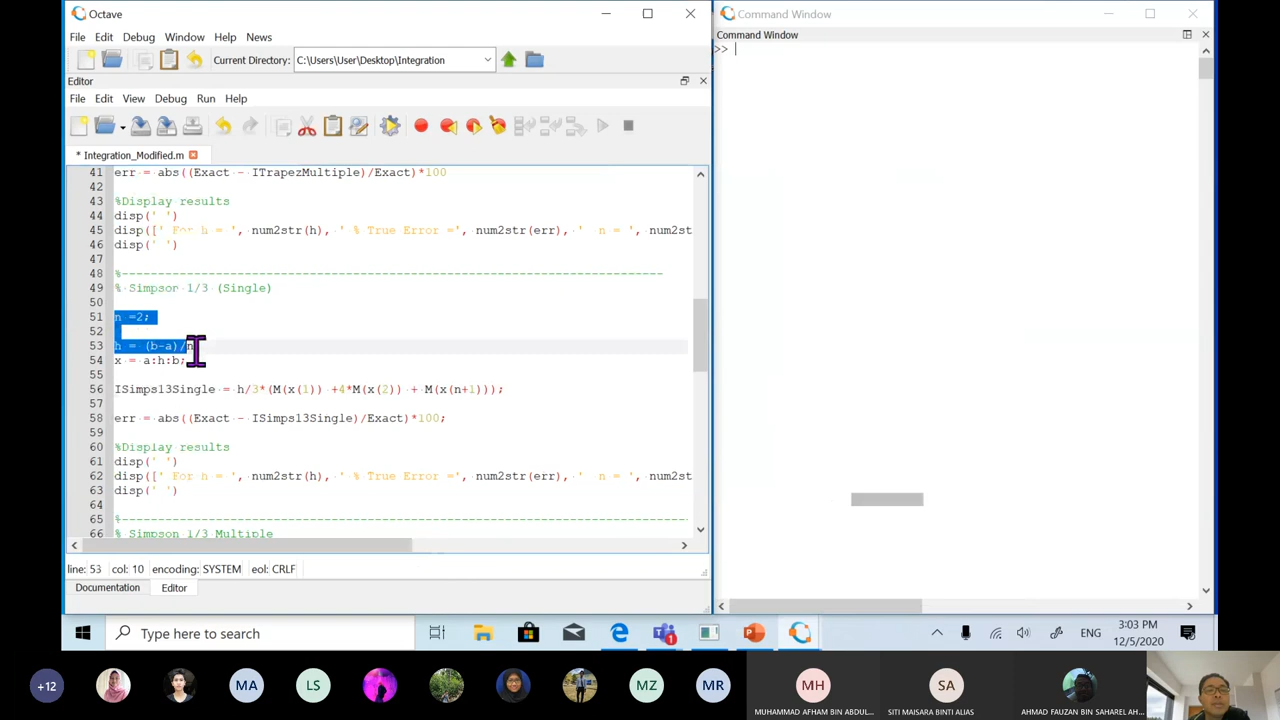 Octave
File Edit Debug Window Help News
Current Directory: C:\Users\User\Desktop\Integration
Editor
File Edit View Debug Run Help
* Integration_Modified.m
41 err = abs((Exact - ITrapezMultiple)/Exact)*100
42
43 %Display results
44 disp(' ')
45 disp([' For h = ', num2str(h), ' % True Error =', num2str(err), '  n = ', num2st
46 disp(' ')
47
48 %---------------------------------------------------------------------------
49 % Simpson 1/3 (Single)
50
51 n =2;
52
53 h = (b-a)/n
54 x = a:h:b;
55
56 ISimps13Single = h/3*(M(x(1)) +4*M(x(2)) + M(x(n+1)));
57
58 err = abs((Exact - ISimps13Single)/Exact)*100;
59
60 %Display results
61 disp(' ')
62 disp([' For h = ', num2str(h), ' % True Error =', num2str(err), '  n = ', num2st
63 disp(' ')
64
65 %------------------------------------------------------------------------------
66 % Simpson 1/3 Multiple
line: 53 col: 10 encoding: SYSTEM eol: CRLF
Documentation Editor
Command Window
Command Window
>>
Type here to search
1
ENG
3:03 PM
12/5/2020
+12
MA
LS
MZ
MR
MH
MUHAMMAD AFHAM BIN ABDUL...
SA
SITI MAISARA BINTI ALIAS
AHMAD FAUZAN BIN SAHAREL AH...